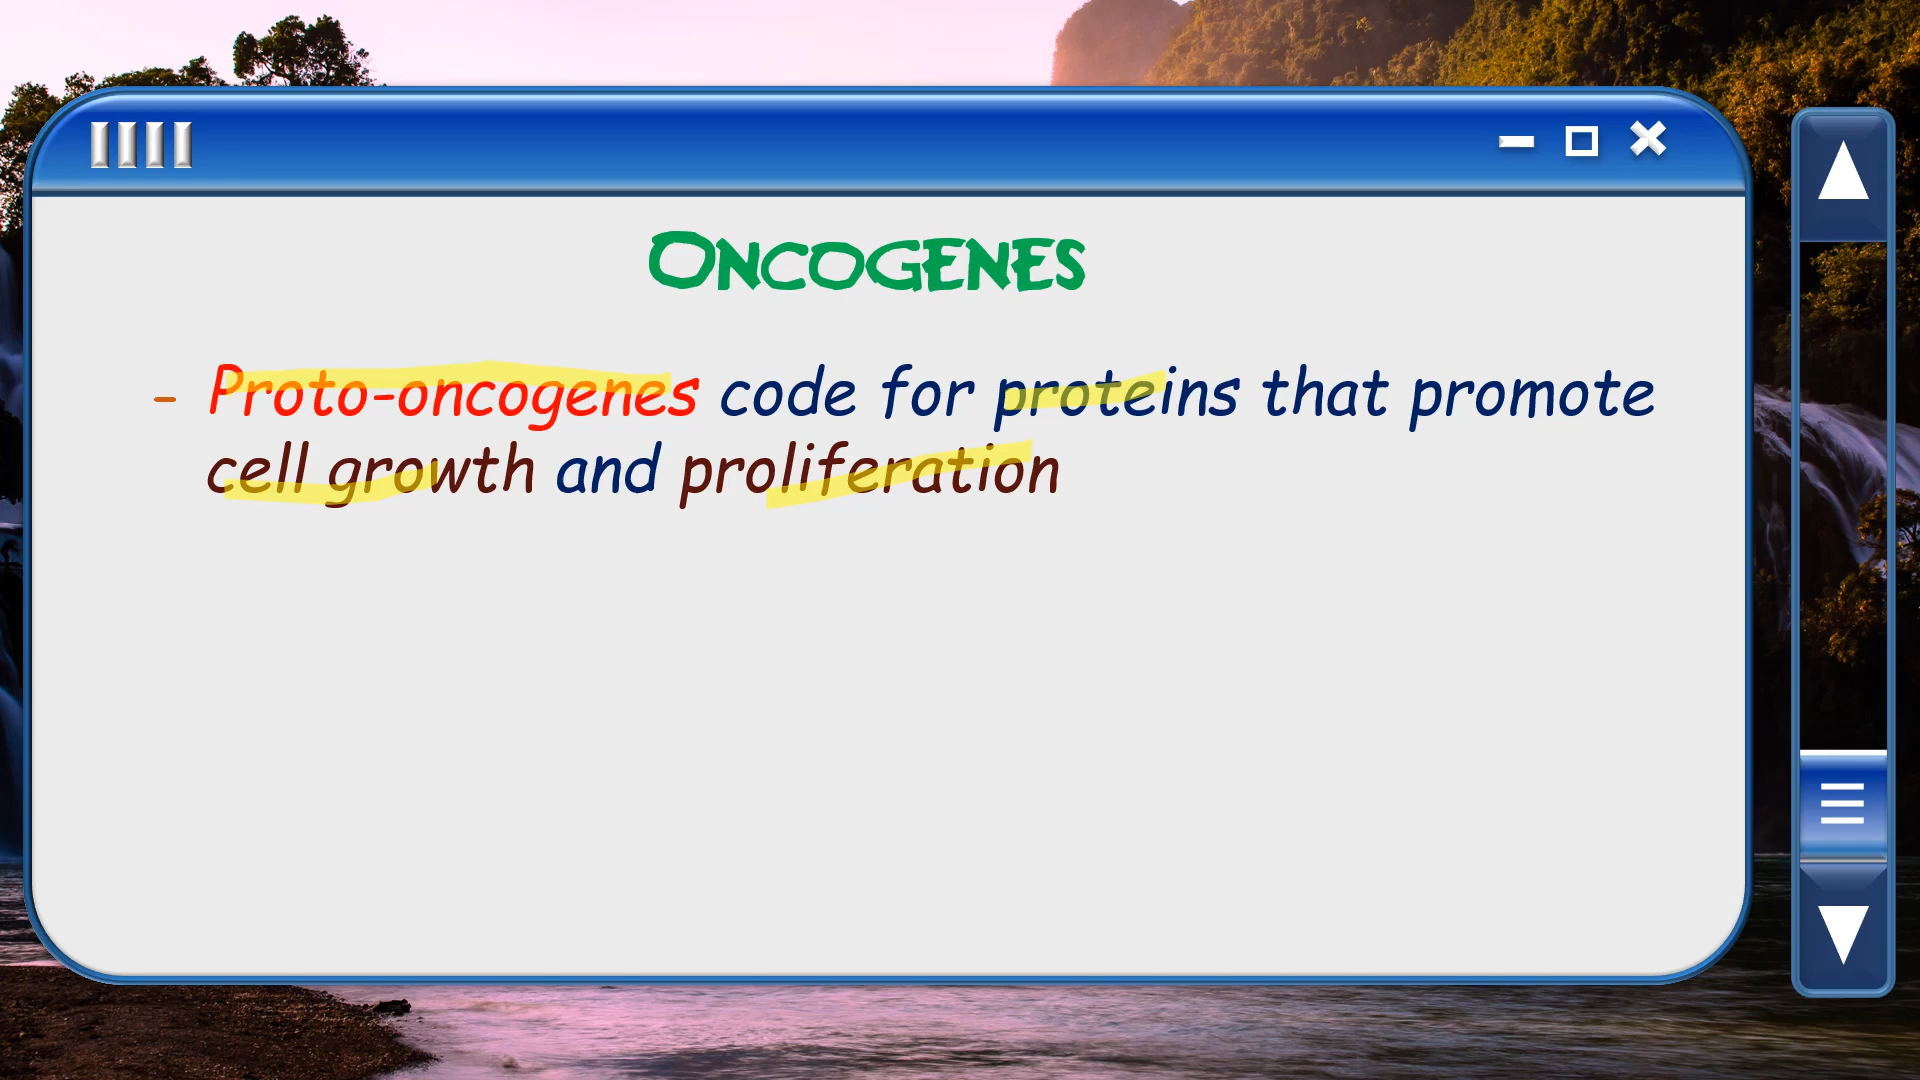 Oncogenes
- Proto-oncogenes code for proteins that promote
cell growth and proliferation